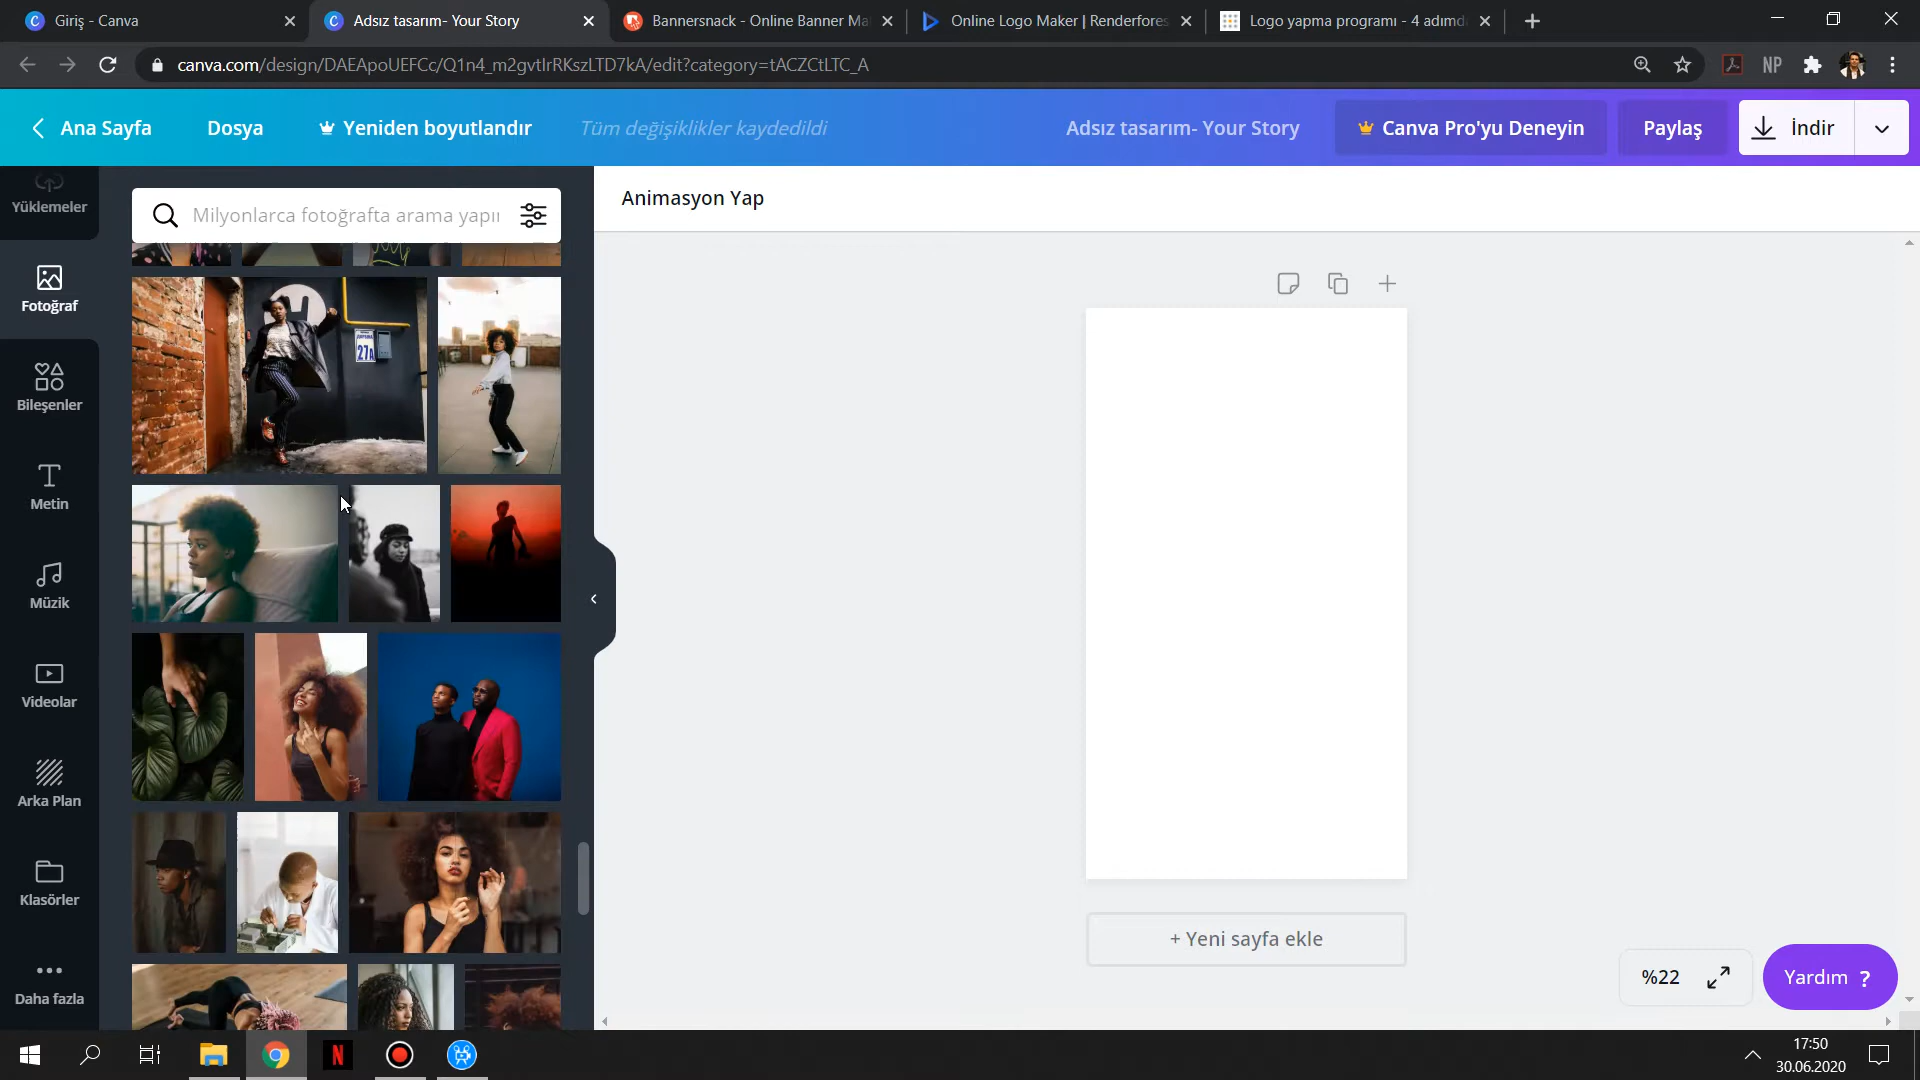 Giriş - Canva
Adsız tasarım- Your Story
Bannersnack - Online Banner Ma
Online Logo Maker | Renderfores
Logo yapma programı - 4 adımd
canva.com/design/DAEApoUEFCc/Q1n4_m2gvtIrRKszLTD7kA/edit?category=tACZCtLTC_A
NP
Ana Sayfa
Dosya
Yeniden boyutlandır
Tüm değişiklikler kaydedildi
Adsız tasarım- Your Story
Canva Pro'yu Deneyin
Paylaş
İndir
Yüklemeler
Fotoğraf
Bileşenler
Metin
Müzik
Videolar
Arka Plan
Klasörler
Daha fazla
Milyonlarca fotoğrafta arama yapın
27A
Animasyon Yap
+ Yeni sayfa ekle
%22
Yardım ?
N
17:50
30.06.2020